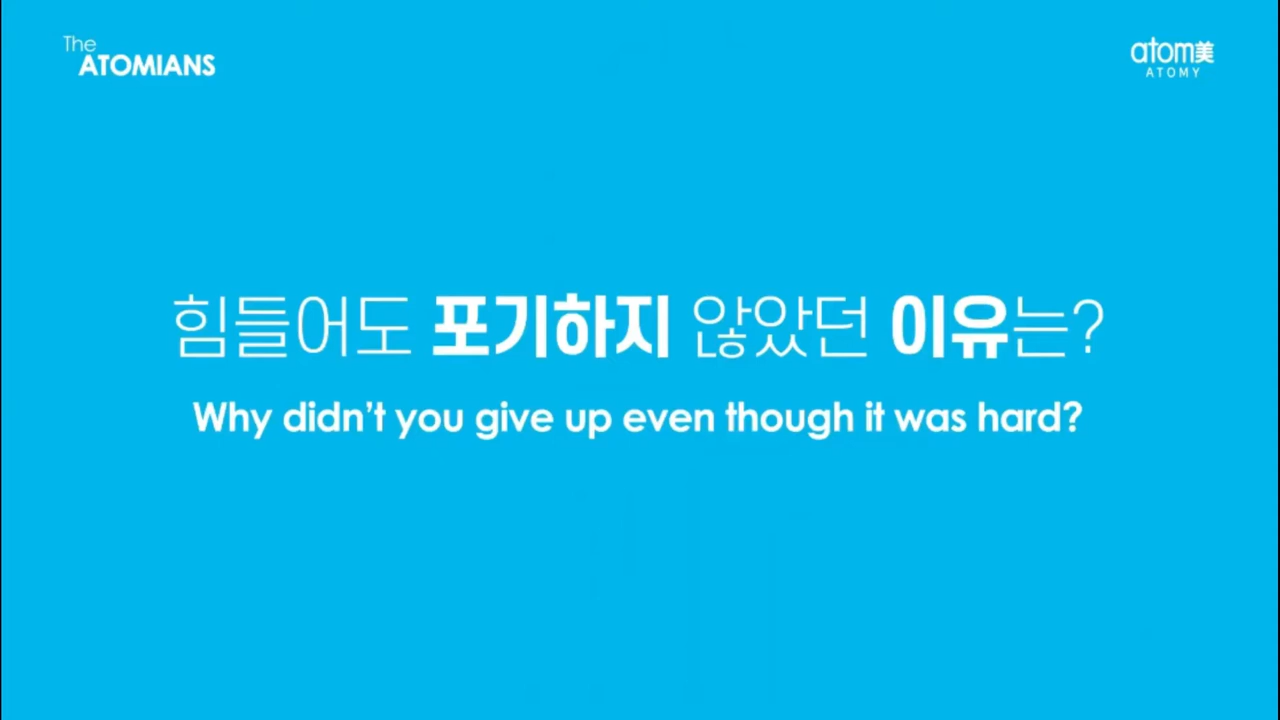 The
ATOMIANS
atom美
ATOMY
힘들어도 포기하지 않았던 이유는?
Why didn't you give up even though it was hard?